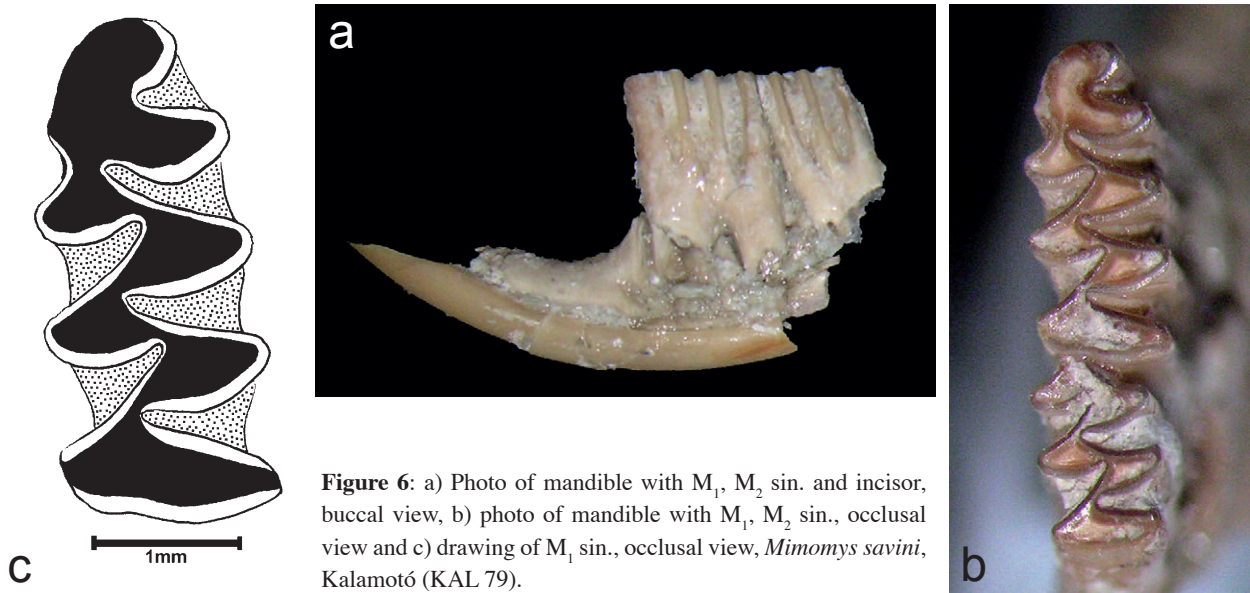 a
Figure 6: a) Photo of mandible with M₁, M₂ sin. and incisor,
buccal view, b) photo of mandible with M₁, M₂ sin., occlusal
view and c) drawing of M₁ sin., occlusal view, Mimomys savini,
Kalamotó (KAL 79).
1mm
c
b